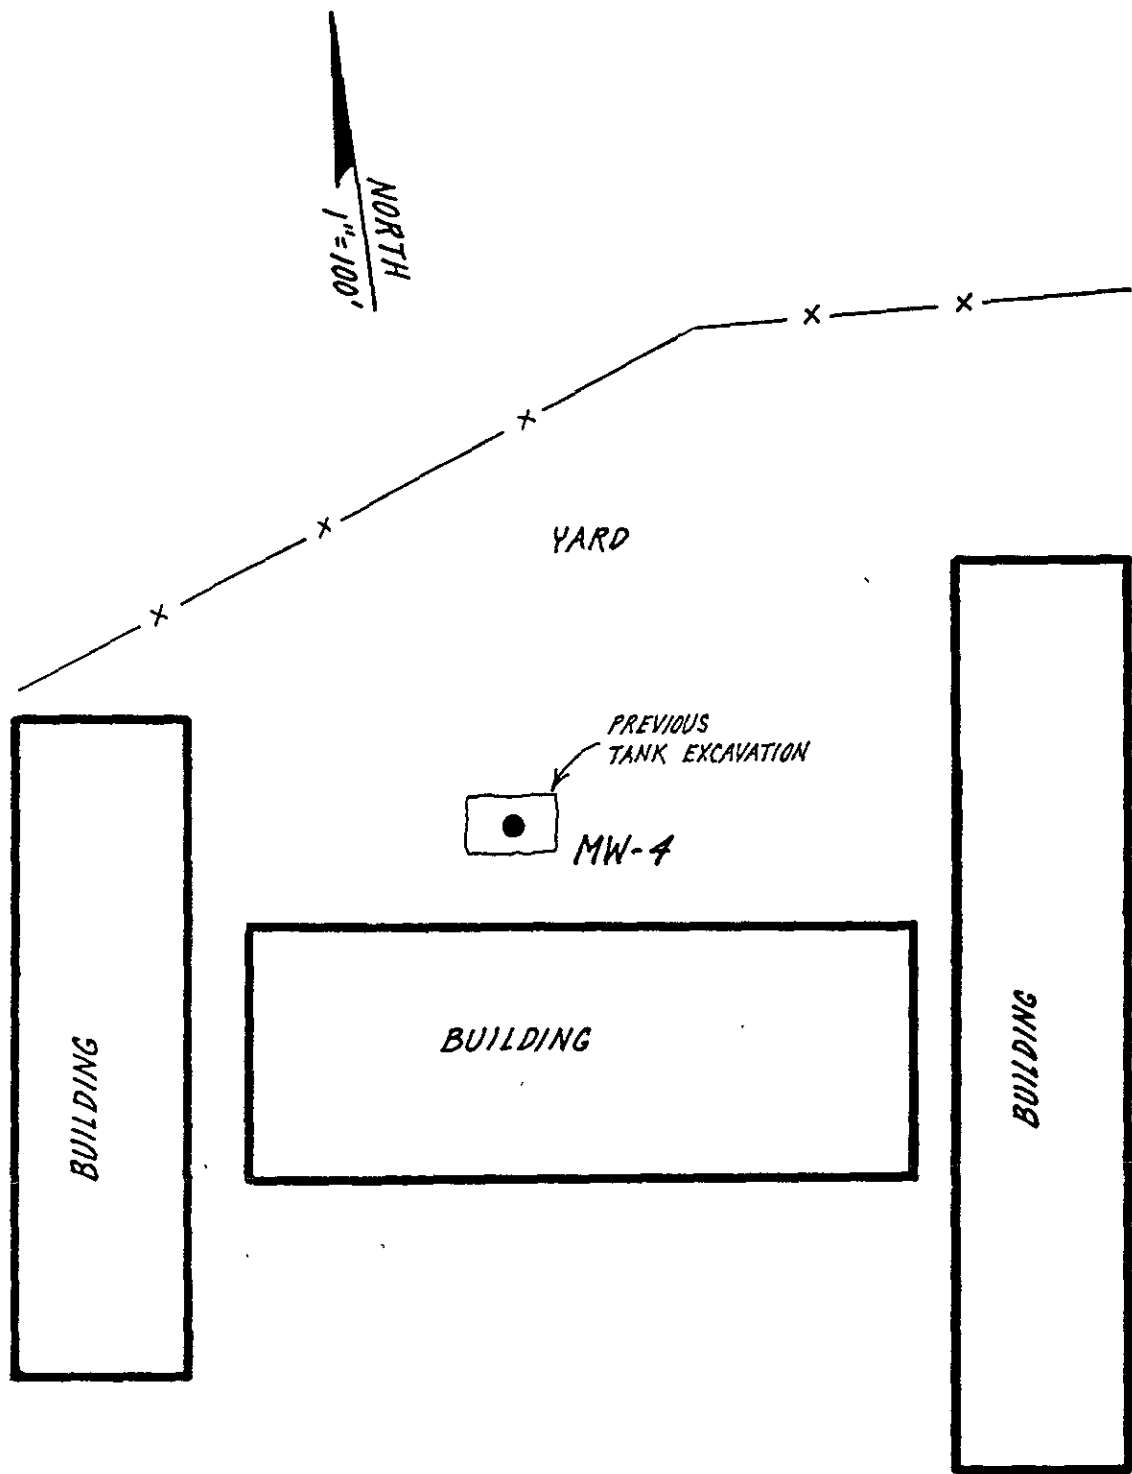 NORTH
1"=100'
X
X
X
YARD
X
X
PREVIOUS
TANK EXCAVATION
MW-4
BUILDING
BUILDING
BUILDING